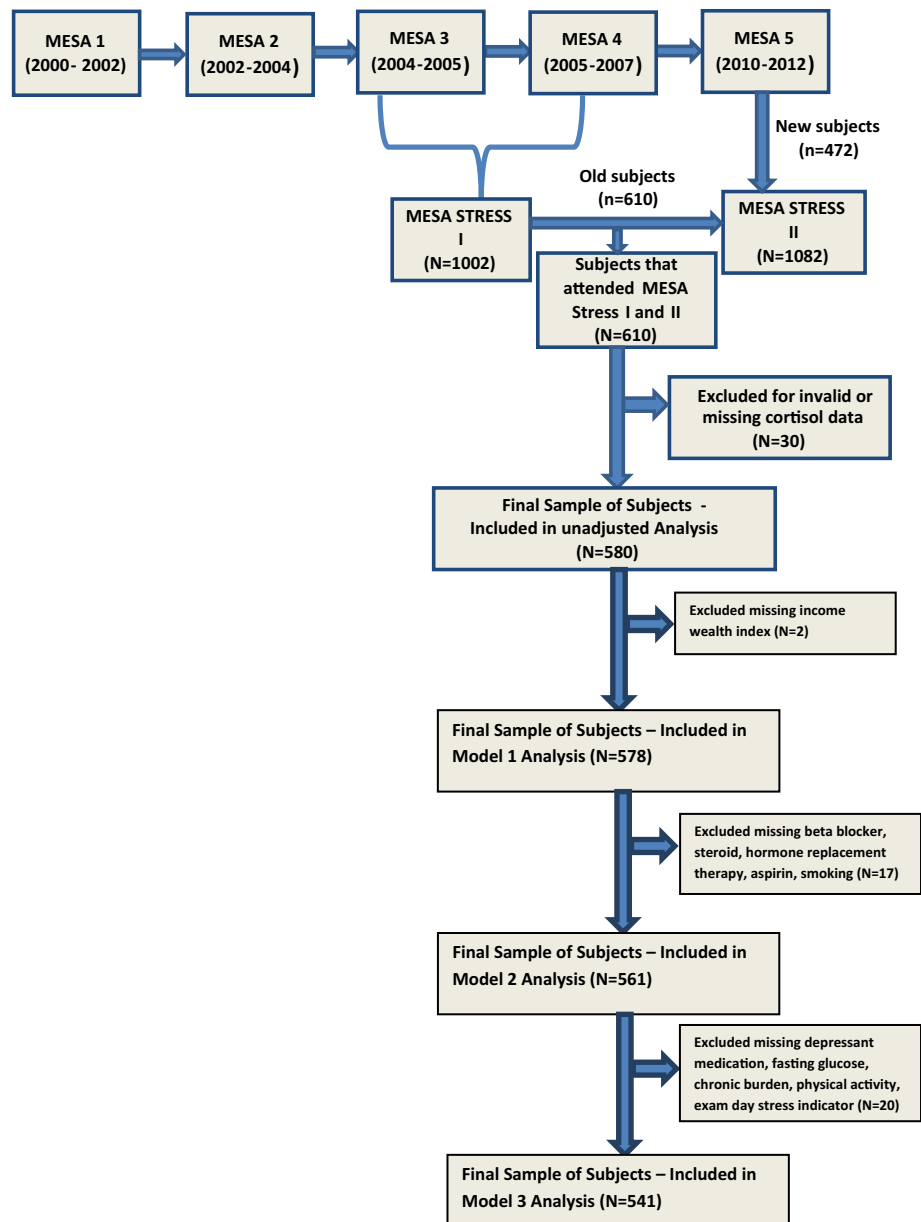 MESA 1
(2000- 2002)
MESA 2
(2002-2004)
MESA 3
(2004-2005)
MESA 4
(2005-2007)
MESA 5
(2010-2012)
New subjects
(n=472)
Old subjects
(n=610)
MESA STRESS
I
(N=1002)
MESA STRESS
II
(N=1082)
Subjects that
attended MESA
Stress I and II
(N=610)
Excluded for invalid or
missing cortisol data
(N=30)
Final Sample of Subjects -
Included in unadjusted Analysis
(N=580)
Excluded missing income
wealth index (N=2)
Final Sample of Subjects – Included in
Model 1 Analysis (N=578)
Excluded missing beta blocker,
steroid, hormone replacement
therapy, aspirin, smoking (N=17)
Final Sample of Subjects – Included in
Model 2 Analysis (N=561)
Excluded missing depressant
medication, fasting glucose,
chronic burden, physical activity,
exam day stress indicator (N=20)
Final Sample of Subjects – Included in
Model 3 Analysis (N=541)